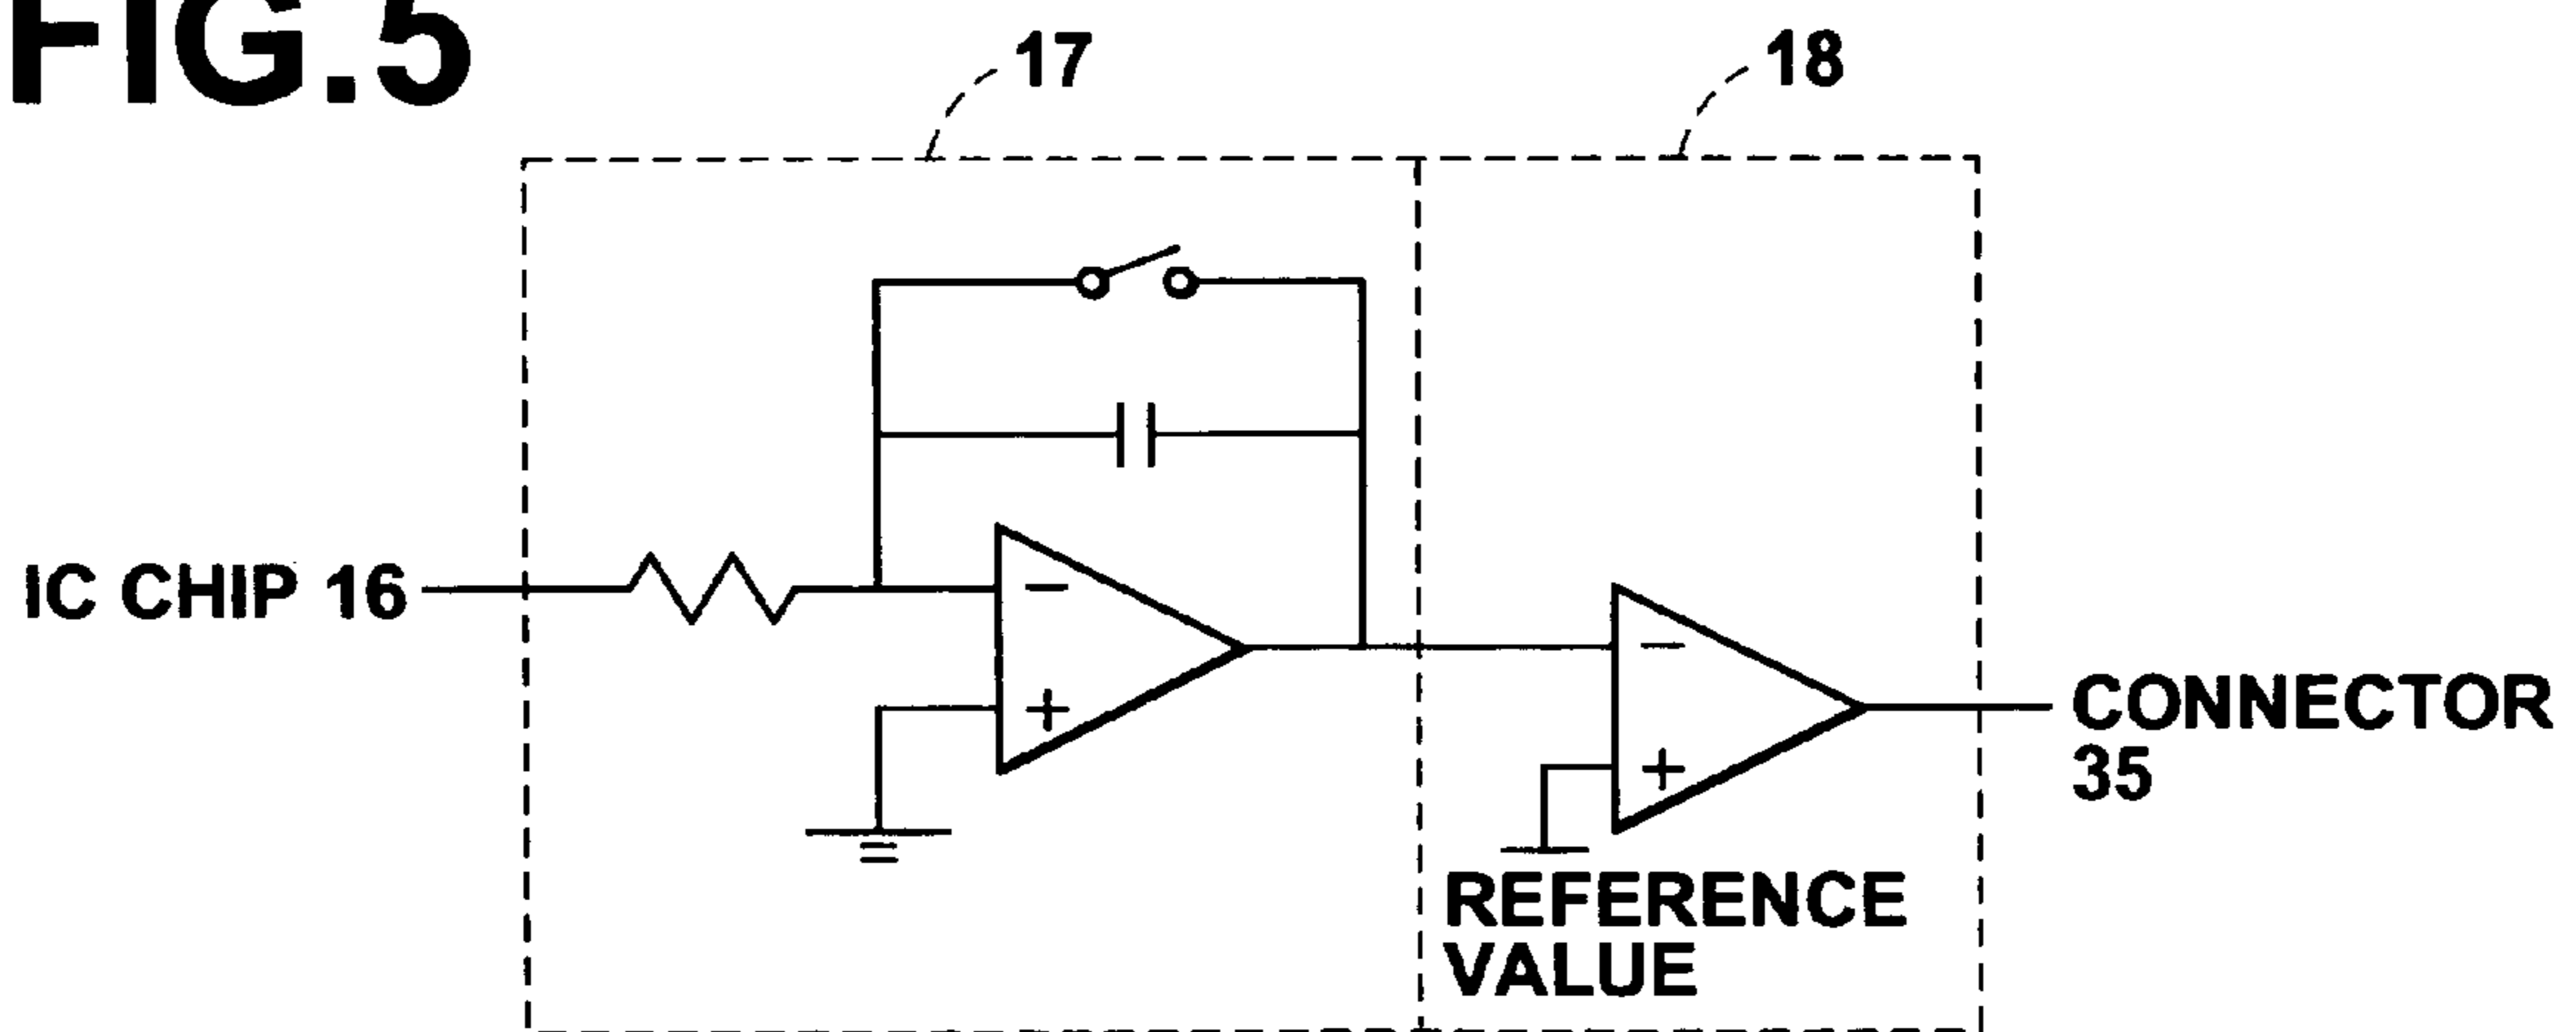 FIG.5
17
18
IC CHIP 16
−
+
−
+
CONNECTOR
35
REFERENCE
VALUE